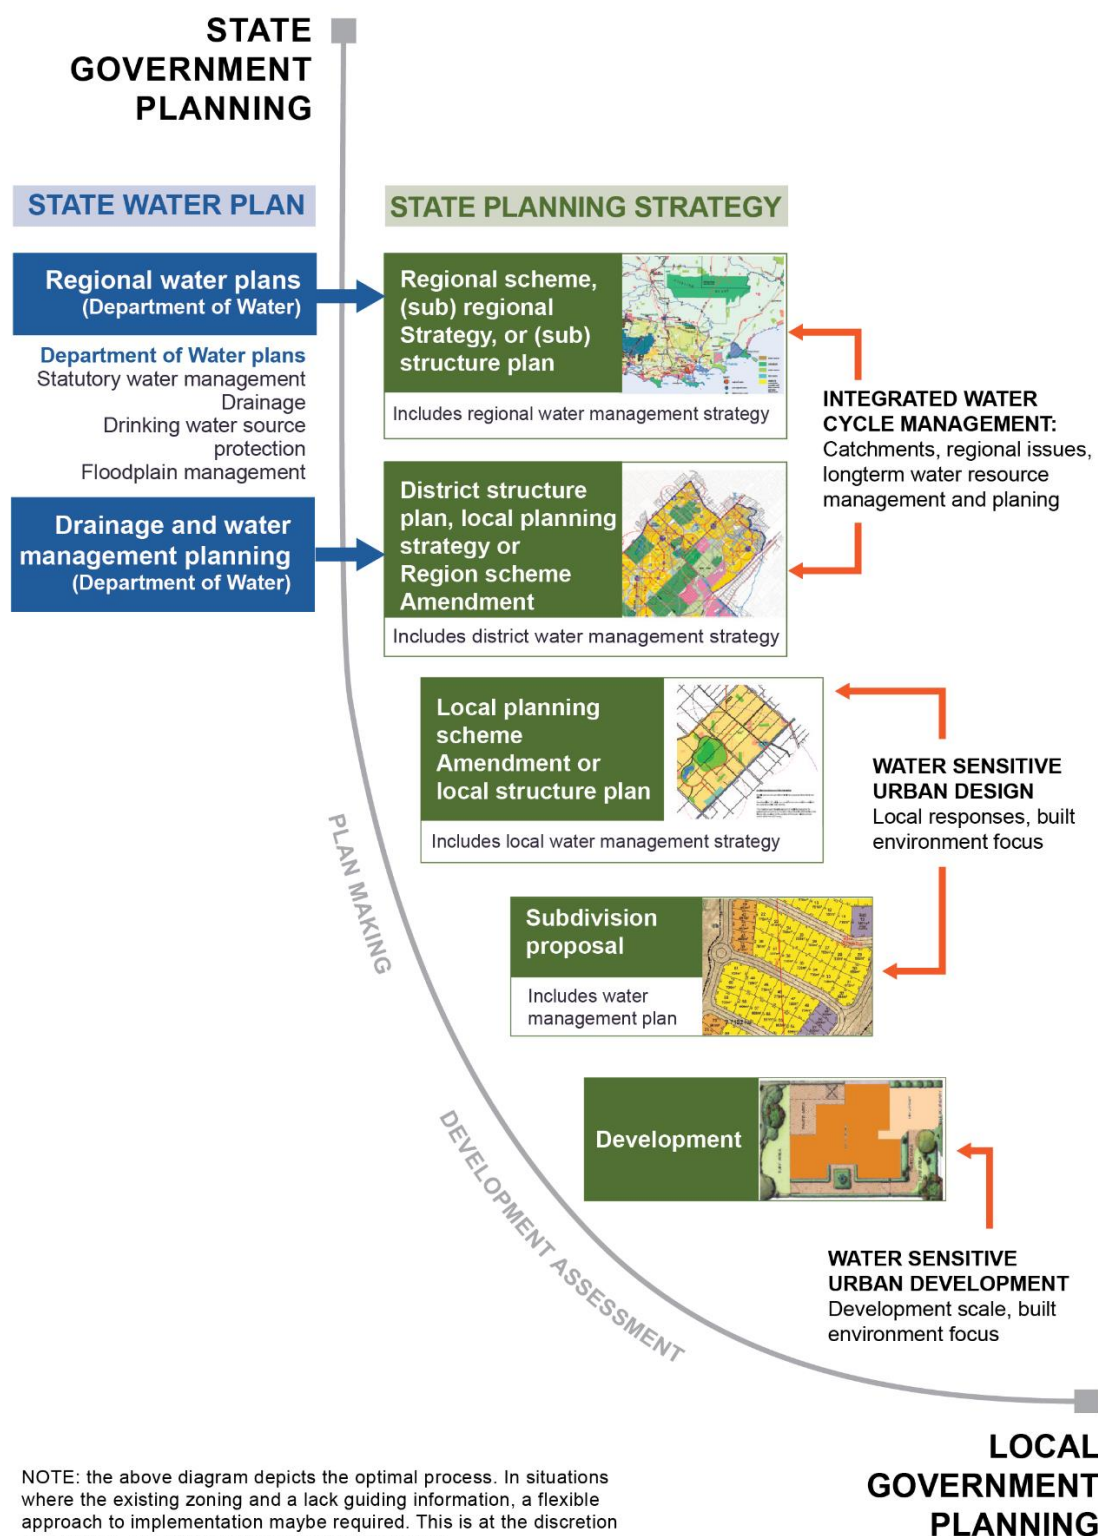 STATE
GOVERNMENT
PLANNING
STATE WATER PLAN
STATE PLANNING STRATEGY
Regional water plans
(Department of Water)
Department of Water plans
Statutory water management
Drainage
Drinking water source
protection
Floodplain management
Drainage and water
management planning
(Department of Water)
Regional scheme,
(sub) regional
Strategy, or (sub)
structure plan
Includes regional water management strategy
District structure
plan, local planning
strategy or
Region scheme
Amendment
Includes district water management strategy
INTEGRATED WATER
CYCLE MANAGEMENT:
Catchments, regional issues,
longterm water resource
management and planing
Local planning
scheme
Amendment or
local structure plan
Includes local water management strategy
WATER SENSITIVE
URBAN DESIGN
Local responses, built
environment focus
PLAN MAKING
Subdivision
proposal
Includes water
management plan
Development
DEVELOPMENT ASSESSMENT
WATER SENSITIVE
URBAN DEVELOPMENT
Development scale, built
environment focus
LOCAL
GOVERNMENT
PLANNING
NOTE: the above diagram depicts the optimal process. In situations
where the existing zoning and a lack guiding information, a flexible
approach to implementation maybe required. This is at the discretion